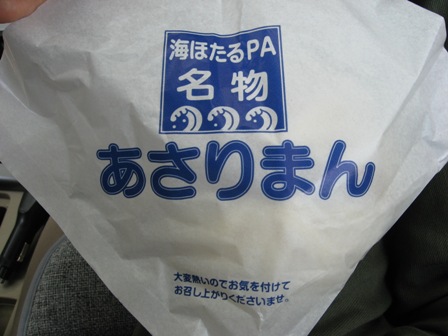 海ほたるPA
名物
あさりまん
大変熱いのでお気を付けて
お召し上がりくださいませ。